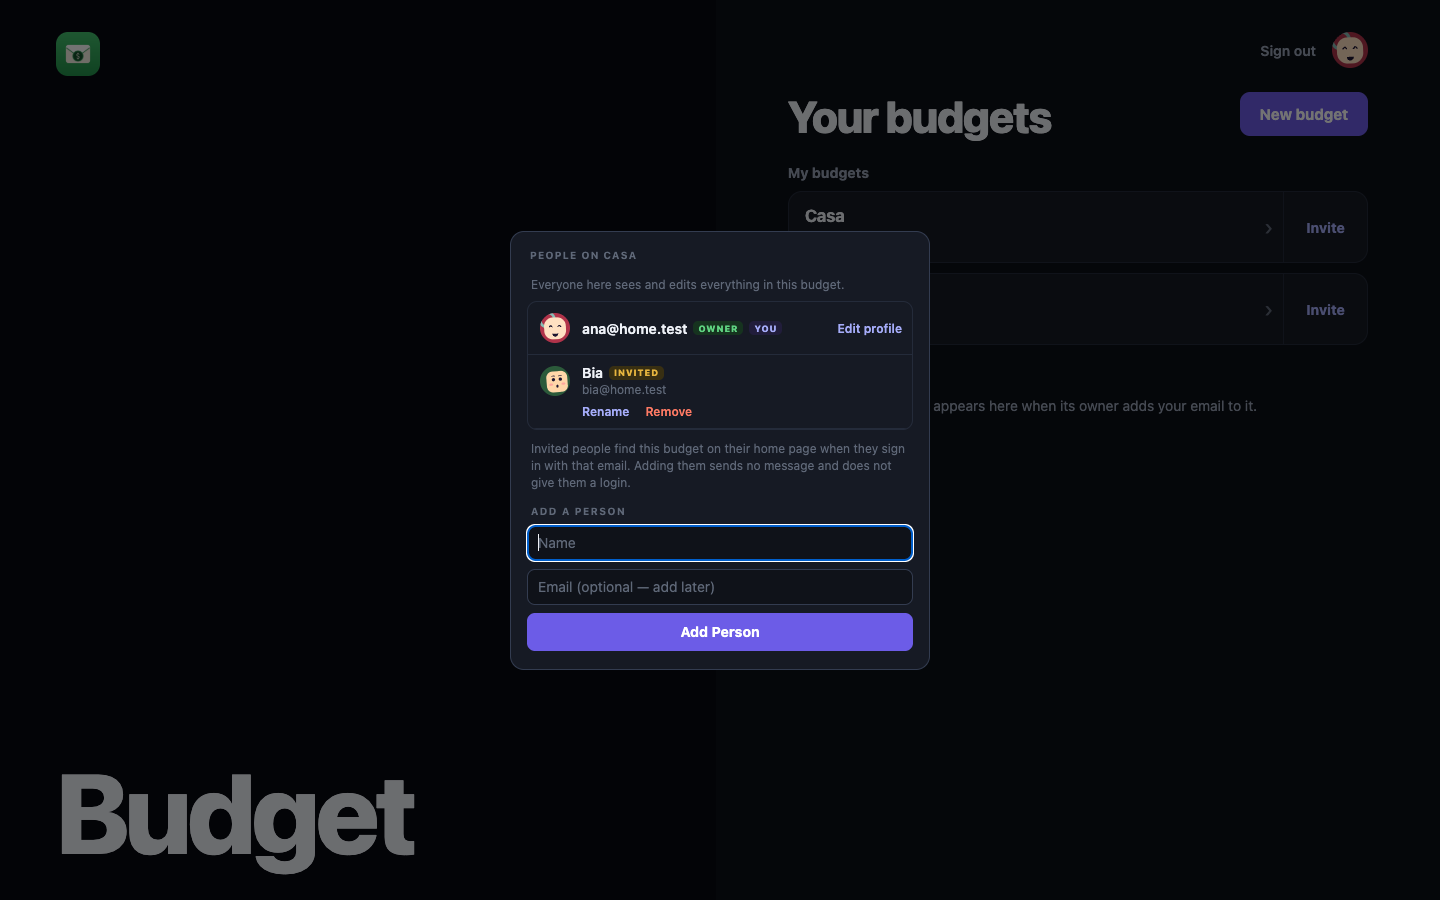 Sign out
Your budgets
New budget
My budgets
Casa
Invite
Invite
appears here when its owner adds your email to it.
PEOPLE ON CASA
Everyone here sees and edits everything in this budget.
ana@home.test OWNER YOU Edit profile
Bia INVITED
bia@home.test
Rename Remove
Invited people find this budget on their home page when they sign
in with that email. Adding them sends no message and does not
give them a login.
ADD A PERSON
Name
Email (optional — add later)
Add Person
Budget